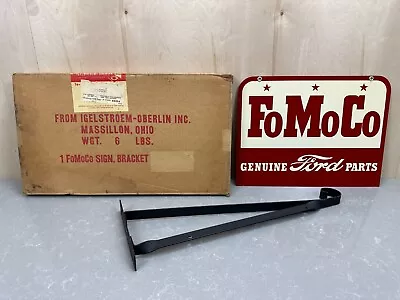 FROM IGELSTROEM-OBERLIN INC.
MASSILLON, OHIO
WGT. 6 LBS.
1 FoMoCo SIGN, BRACKET
FoMoCo
GENUINE Ford PARTS